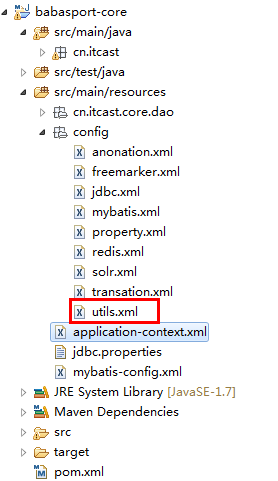 babasport-core
src/main/java
cn.itcast
src/test/java
src/main/resources
cn.itcast.core.dao
config
anonation.xml
freemarker.xml
jdbc.xml
mybatis.xml
property.xml
redis.xml
solr.xml
transation.xml
utils.xml
application-context.xml
jdbc.properties
mybatis-config.xml
JRE System Library [JavaSE-1.7]
Maven Dependencies
src
target
pom.xml